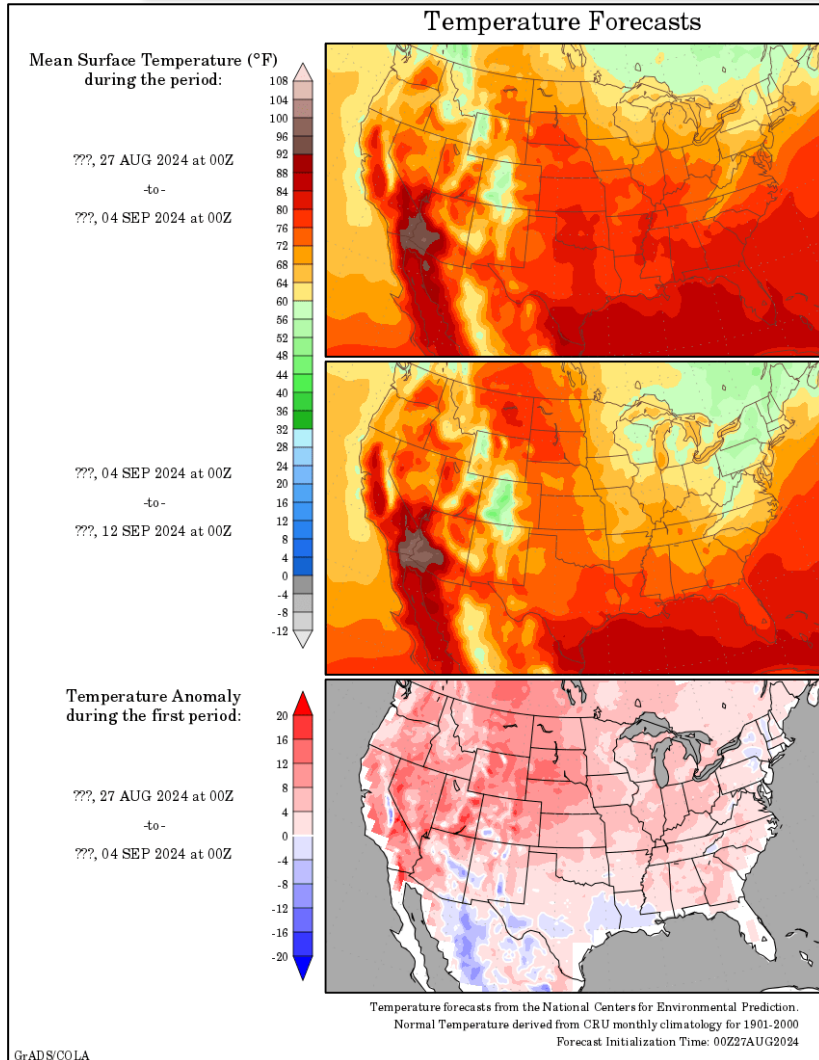 Temperature Forecasts
Mean Surface Temperature (°F)
during the period:
???, 27 AUG 2024 at 00Z
-to-
???, 04 SEP 2024 at 00Z
108
104
100
96
92
88
84
80
76
72
68
64
60
56
52
48
44
40
36
32
28
24
20
16
12
8
4
0
-4
-8
-12
???, 04 SEP 2024 at 00Z
-to-
???, 12 SEP 2024 at 00Z
Temperature Anomaly
during the first period:
???, 27 AUG 2024 at 00Z
-to-
???, 04 SEP 2024 at 00Z
20
16
12
8
4
0
-4
-8
-12
-16
-20
Temperature forecasts from the National Centers for Environmental Prediction.
Normal Temperature derived from CRU monthly climatology for 1901-2000
Forecast Initialization Time: 00Z27AUG2024
GrADS/COLA